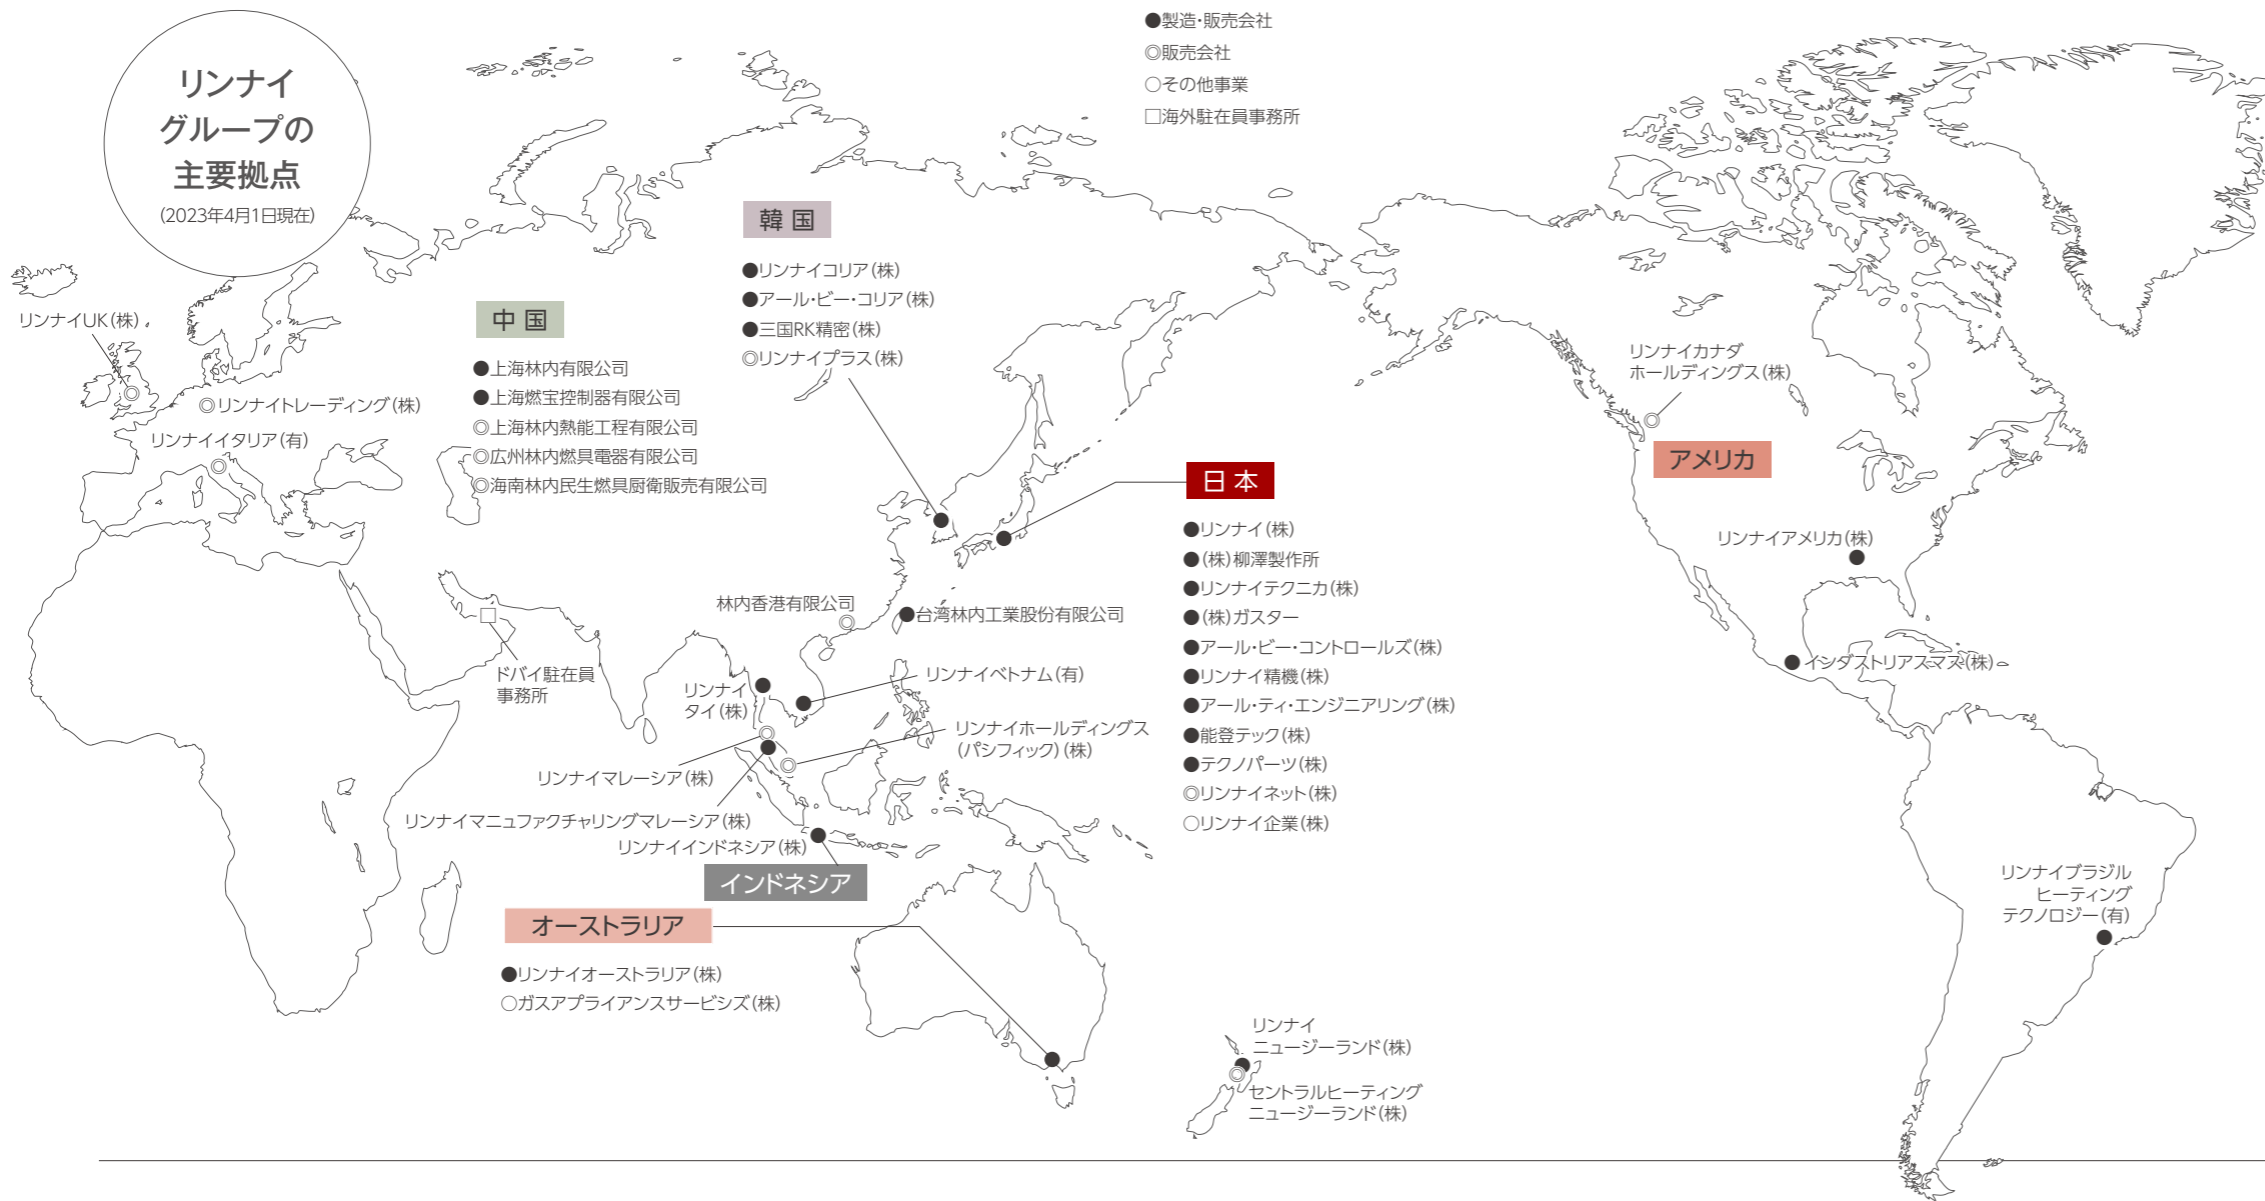 リンナイ
グループの
主要拠点
(2023年4月1日現在)
●製造・販売会社
◎販売会社
○その他事業
□海外駐在員事務所
リンナイUK(株)
◎リンナイトレーディング(株)
リンナイイタリア(有)
中国
●上海林内有限公司
●上海燃宝控制器有限公司
◎上海林内熱能工程有限公司
◎広州林内燃具電器有限公司
◎海南林内民生燃具厨衛販売有限公司
韓国
●リンナイコリア(株)
●アール・ビー・コリア(株)
●三国RK精密(株)
◎リンナイプラス(株)
日本
●リンナイ(株)
●(株)柳澤製作所
●リンナイテクニカ(株)
●(株)ガスター
●アール・ビー・コントロールズ(株)
●リンナイ精機(株)
●アール・ティ・エンジニアリング(株)
●能登テック(株)
●テクノパーツ(株)
◎リンナイネット(株)
○リンナイ企業(株)
ドバイ駐在員
事務所
林内香港有限公司
●台湾林内工業股份有限公司
リンナイ
タイ(株)
リンナイベトナム(有)
リンナイホールディングス
(パシフィック)(株)
リンナイマレーシア(株)
リンナイマニュファクチャリングマレーシア(株)
リンナイインドネシア(株)
インドネシア
オーストラリア
●リンナイオーストラリア(株)
○ガスアプライアンスサービシズ(株)
リンナイ
ニュージーランド(株)
セントラルヒーティング
ニュージーランド(株)
リンナイカナダ
ホールディングス(株)
アメリカ
リンナイアメリカ(株)
●インダストリアスマス(株)
リンナイブラジル
ヒーティング
テクノロジー(有)